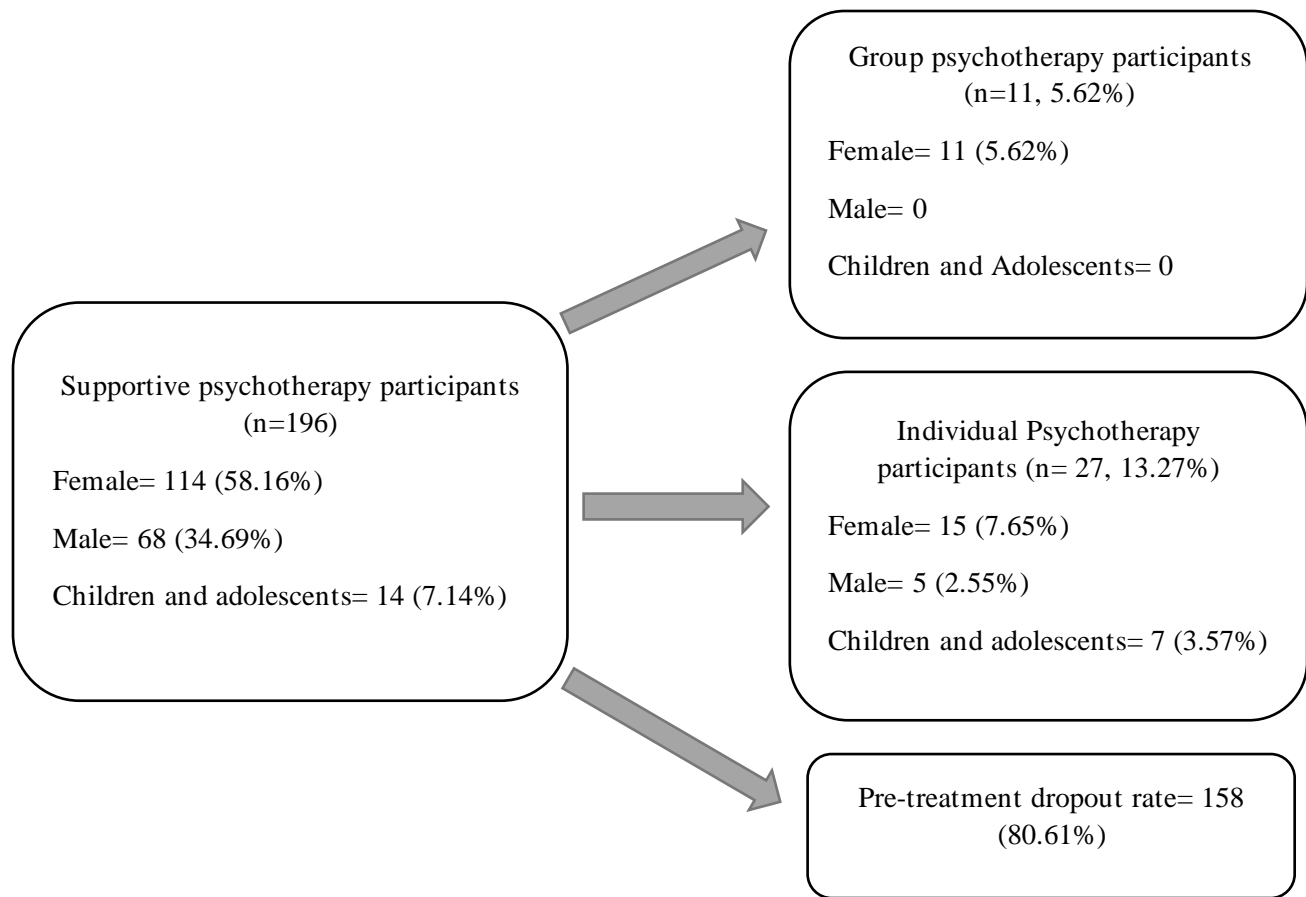 Supportive psychotherapy participants
(n=196)
Female= 114 (58.16%)
Male= 68 (34.69%)
Children and adolescents= 14 (7.14%)
Group psychotherapy participants
(n=11, 5.62%)
Female= 11 (5.62%)
Male= 0
Children and Adolescents= 0
Individual Psychotherapy
participants (n= 27, 13.27%)
Female= 15 (7.65%)
Male= 5 (2.55%)
Children and adolescents= 7 (3.57%)
Pre-treatment dropout rate= 158
(80.61%)